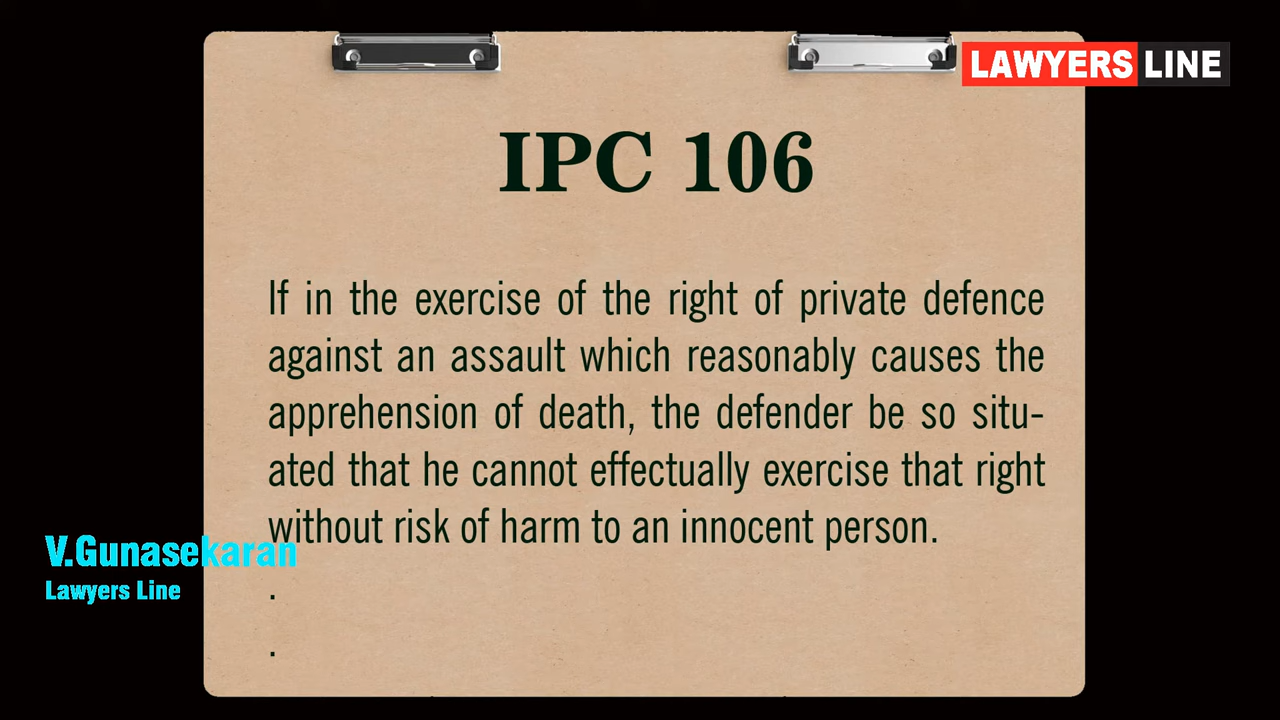 LAWYERS LINE
IPC 106
If in the exercise of the right of private defence
against an assault which reasonably causes the
apprehension of death, the defender be so situ-
ated that he cannot effectually exercise that right
without risk of harm to an innocent person.
V.Gunasekaran
Lawyers Line
.
.